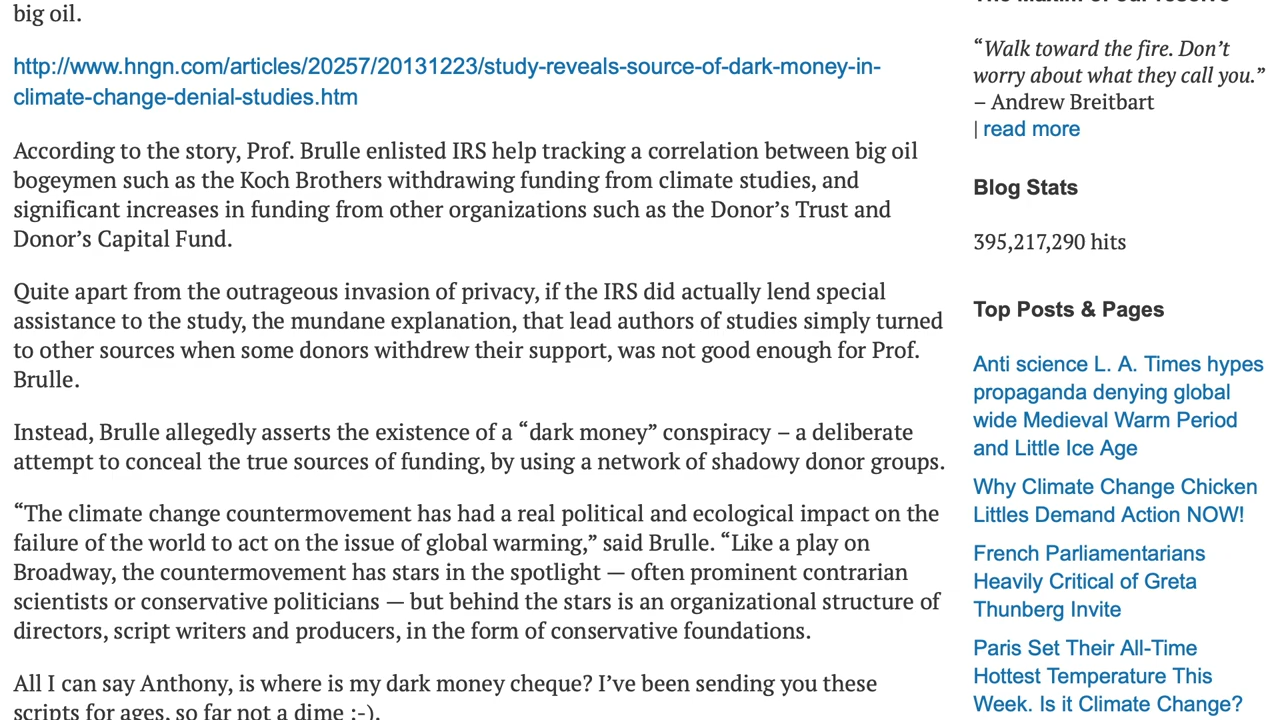 big oil.
http://www.hngn.com/articles/20257/20131223/study-reveals-source-of-dark-money-in-
climate-change-denial-studies.htm
According to the story, Prof. Brulle enlisted IRS help tracking a correlation between big oil
bogeymen such as the Koch Brothers withdrawing funding from climate studies, and
significant increases in funding from other organizations such as the Donor’s Trust and
Donor’s Capital Fund.
Quite apart from the outrageous invasion of privacy, if the IRS did actually lend special
assistance to the study, the mundane explanation, that lead authors of studies simply turned
to other sources when some donors withdrew their support, was not good enough for Prof.
Brulle.
Instead, Brulle allegedly asserts the existence of a “dark money” conspiracy – a deliberate
attempt to conceal the true sources of funding, by using a network of shadowy donor groups.
“The climate change countermovement has had a real political and ecological impact on the
failure of the world to act on the issue of global warming,” said Brulle. “Like a play on
Broadway, the countermovement has stars in the spotlight — often prominent contrarian
scientists or conservative politicians — but behind the stars is an organizational structure of
directors, script writers and producers, in the form of conservative foundations.
All I can say Anthony, is where is my dark money cheque? I’ve been sending you these
scripts for ages, so far not a dime :-).
“Walk toward the fire. Don’t
worry about what they call you.”
– Andrew Breitbart
| read more
Blog Stats
395,217,290 hits
Top Posts & Pages
Anti science L. A. Times hypes
propaganda denying global
wide Medieval Warm Period
and Little Ice Age
Why Climate Change Chicken
Littles Demand Action NOW!
French Parliamentarians
Heavily Critical of Greta
Thunberg Invite
Paris Set Their All-Time
Hottest Temperature This
Week. Is it Climate Change?